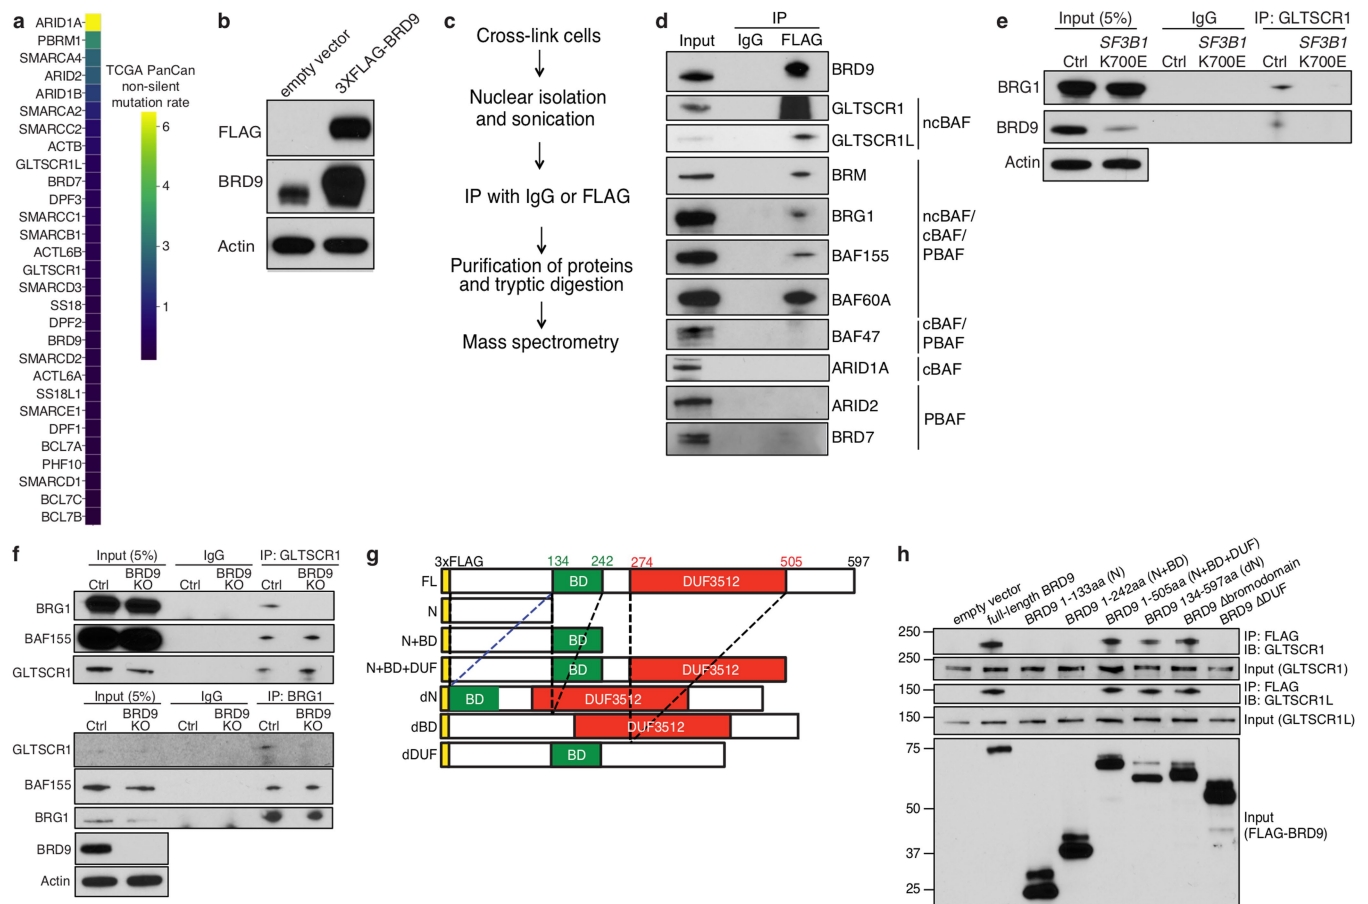 a
ARID1A
PBRM1
SMARCA4
ARID2
ARID1B
SMARCA2
SMARCC2
ACTB
GLTSCR1L
BRD7
DPF3
SMARCC1
SMARCB1
ACTL6B
GLTSCR1
SMARCD3
SS18
DPF2
BRD9
SMARCD2
ACTL6A
SS18L1
SMARCE1
DPF1
BCL7A
PHF10
SMARCD1
BCL7C
BCL7B
TCGA PanCan
non-silent
mutation rate
6
4
3
1
b
empty vector
3XFLAG-BRD9
FLAG
BRD9
Actin
c
Cross-link cells
Nuclear isolation
and sonication
IP with IgG or FLAG
Purification of proteins
and tryptic digestion
Mass spectrometry
d
IP
Input IgG FLAG
BRD9
GLTSCR1
GLTSCR1L
BRM
BRG1
BAF155
BAF60A
BAF47
ARID1A
ARID2
BRD7
ncBAF
ncBAF/
cBAF/
PBAF
cBAF/
PBAF
cBAF
PBAF
e
Input (5%) IgG IP: GLTSCR1
SF3B1 SF3B1 SF3B1
Ctrl K700E Ctrl K700E Ctrl K700E
BRG1
BRD9
Actin
f
Input (5%) IgG IP: GLTSCR1
BRD9 BRD9 BRD9
Ctrl KO Ctrl KO Ctrl KO
BRG1
BAF155
GLTSCR1
Input (5%) IgG IP: BRG1
BRD9 BRD9 BRD9
Ctrl KO Ctrl KO Ctrl KO
GLTSCR1
BAF155
BRG1
BRD9
Actin
g
3xFLAG 134 242 274 505 597
FL BD DUF3512
N
N+BD BD
N+BD+DUF BD DUF3512
dN BD DUF3512
dBD DUF3512
dDUF BD
h
empty vector
full-length BRD9
BRD9 1-133aa (N)
BRD9 1-242aa (N+BD)
BRD9 1-505aa (N+BD+DUF)
BRD9 134-597aa (dN)
BRD9 Δbromodomain
BRD9 ΔDUF
250
IP: FLAG
IB: GLTSCR1
250
Input (GLTSCR1)
150
IP: FLAG
IB: GLTSCR1L
150
Input (GLTSCR1L)
75
50
37
25
Input
(FLAG-BRD9)